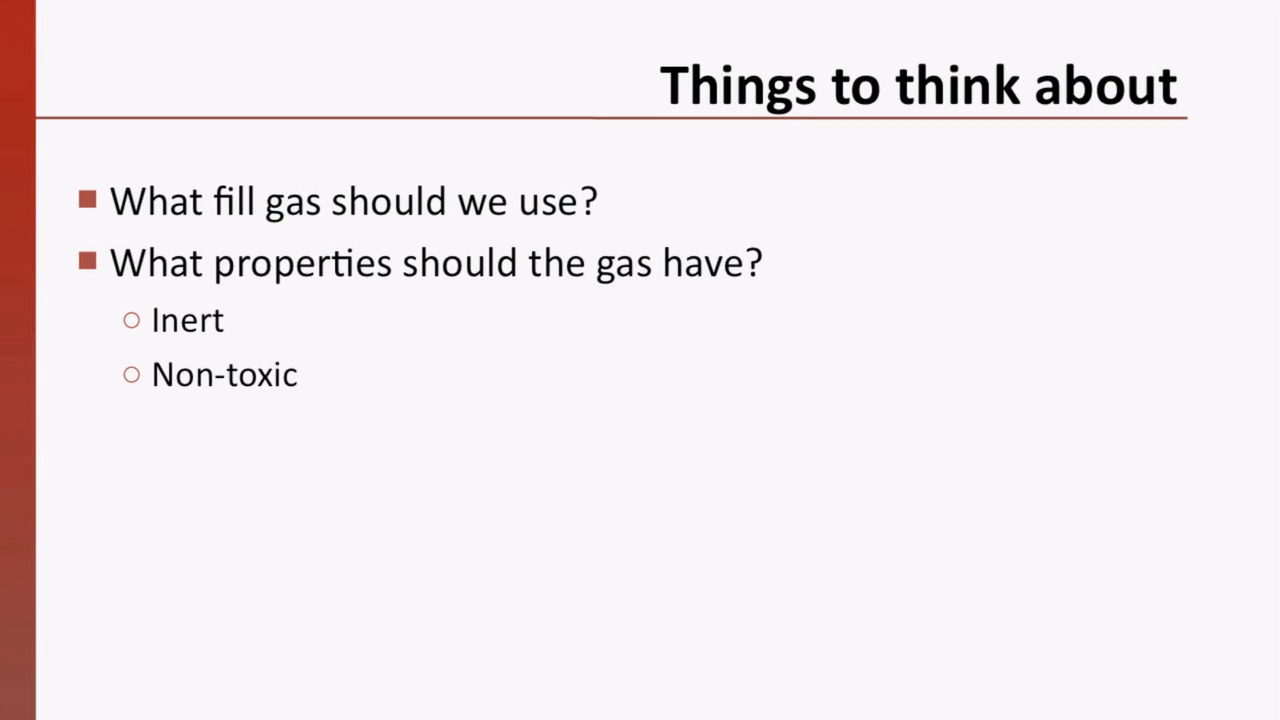 Things to think about
What fill gas should we use?
What properties should the gas have?
Inert
Non-toxic